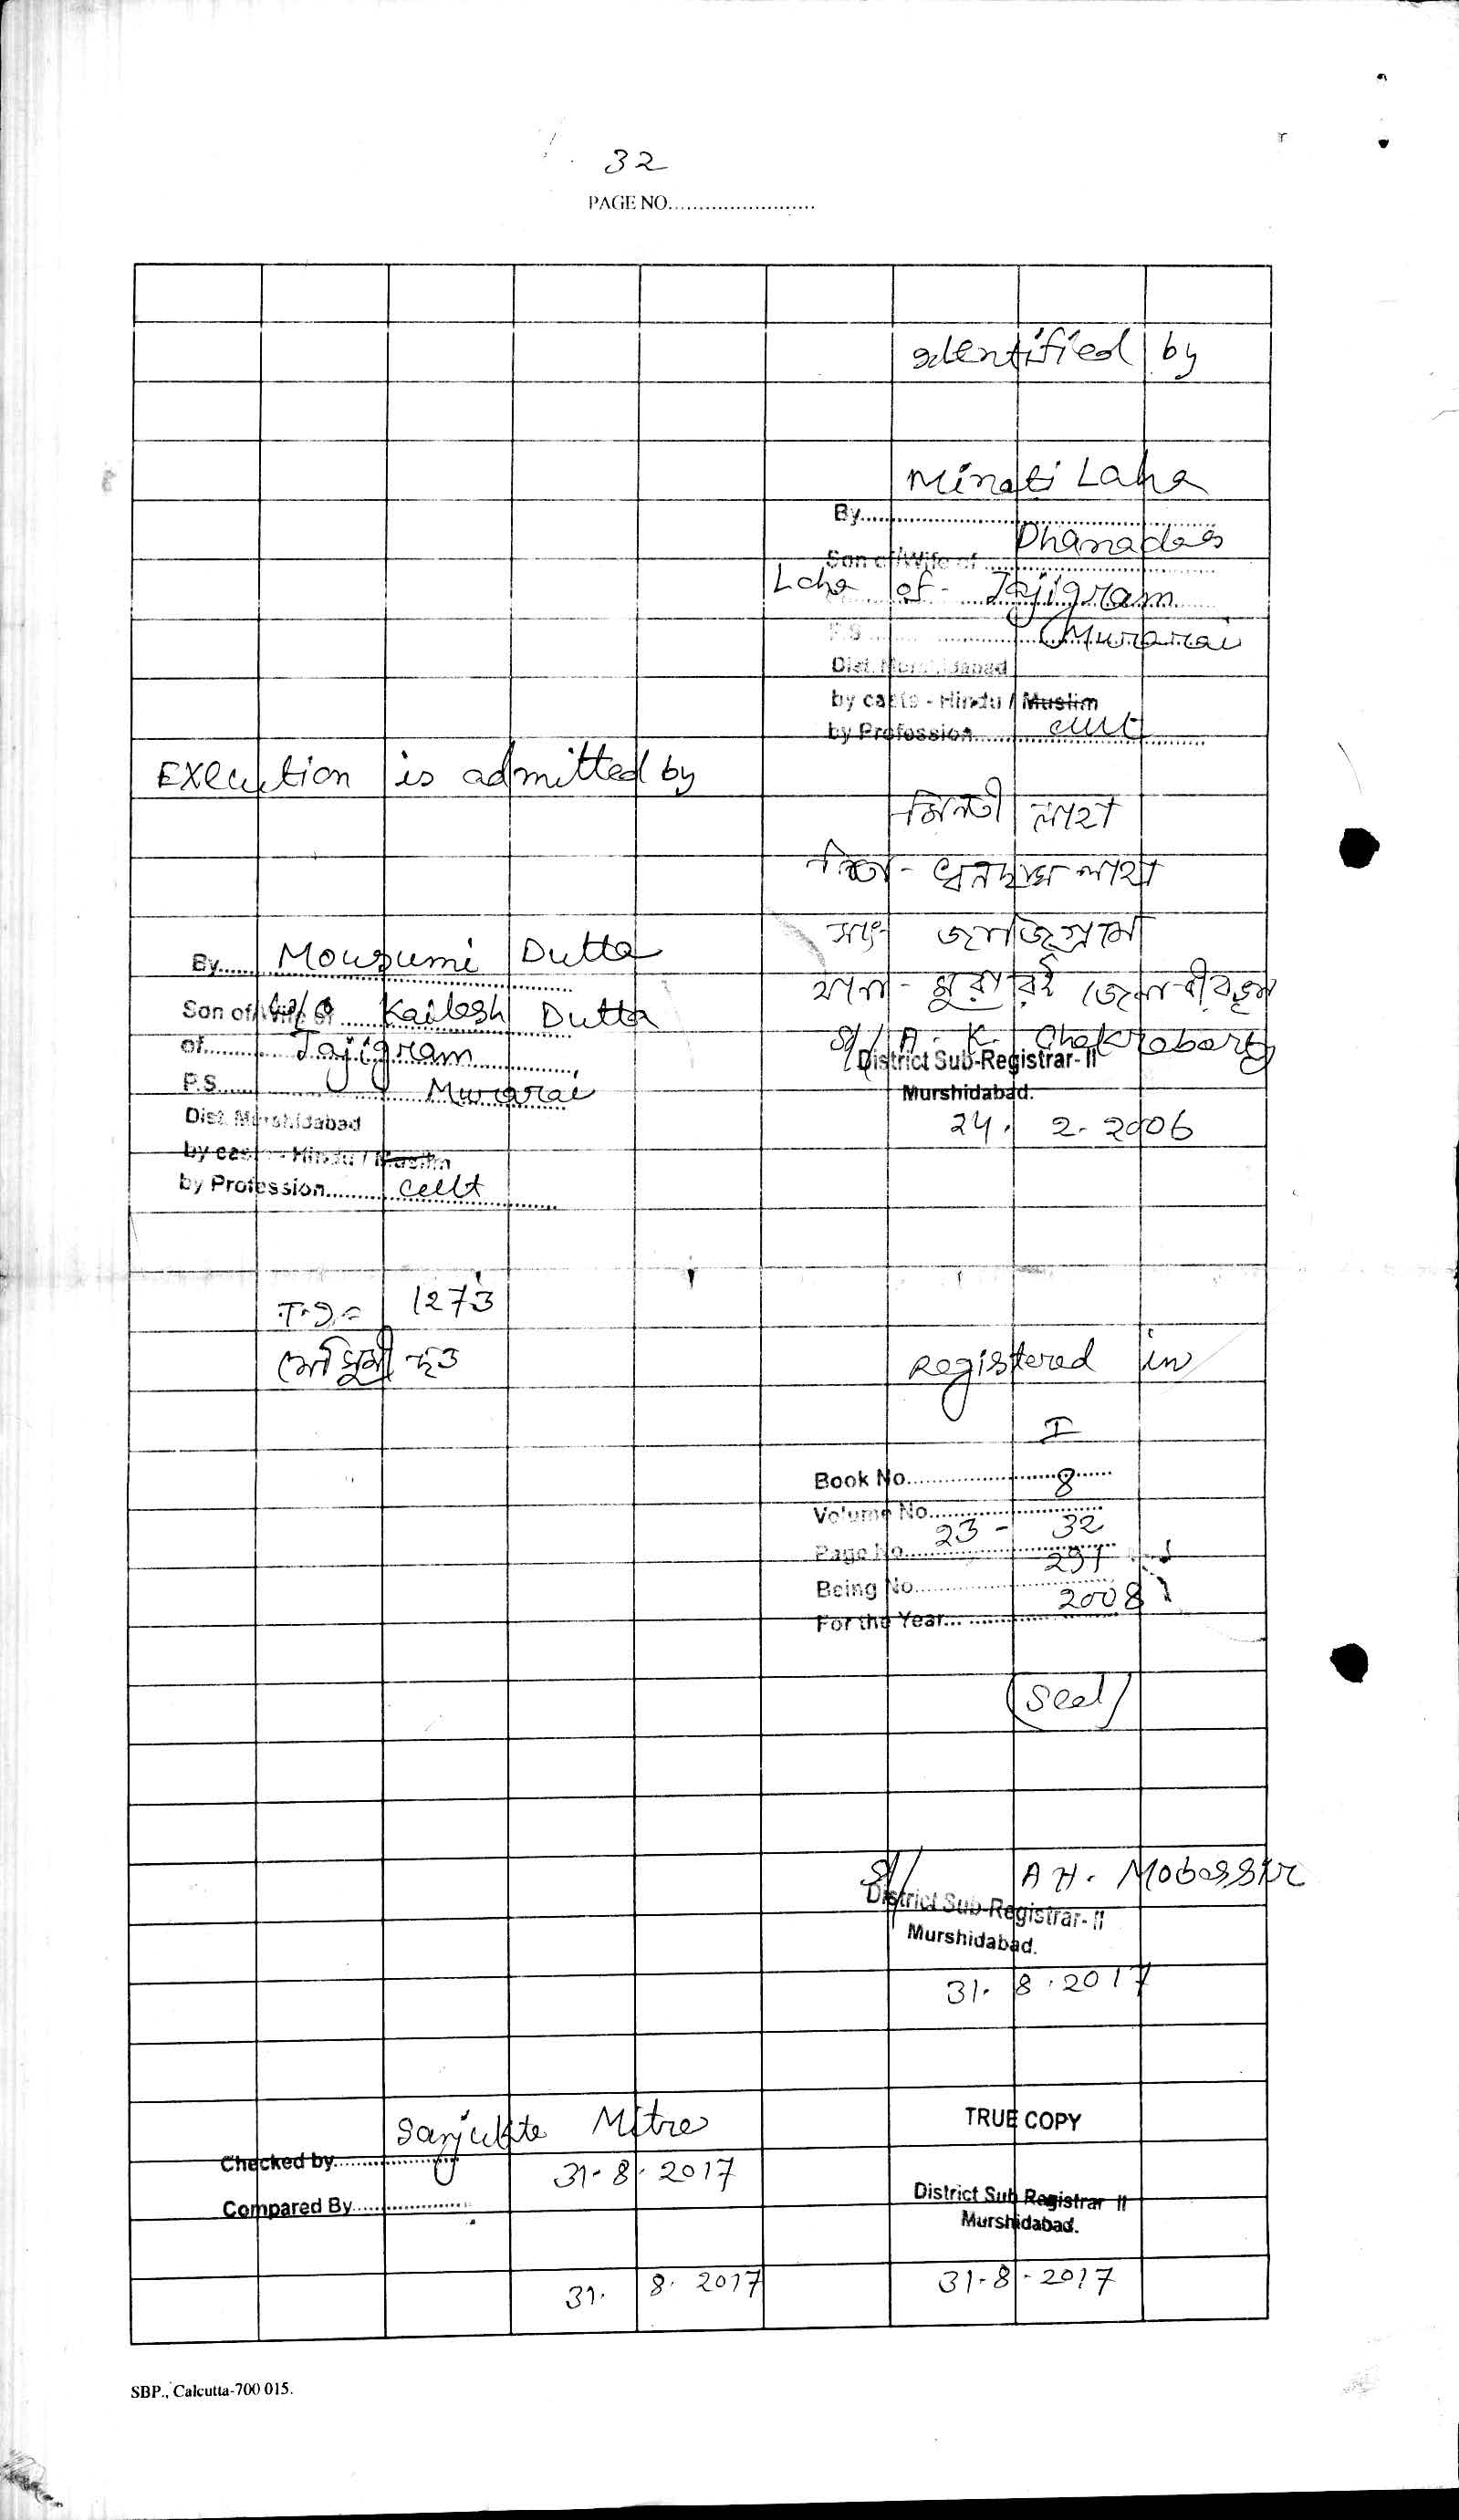 32
PAGE NO........................
Identified by
Minati Laha
By........................
Dhanadas
Son of/Wife of........................
Laha of - Jajigram
P.S........................ Murarai
Dist. Murshidabad
by caste - Hindu / Muslim
by Profession........................ cult
Execution is admitted by
মিনতী লাহা
পিতা - ধনদাস লাহা
সাং জাজিগ্রাম
থানা - মুরারই জেলা বীরভূম
Sd/ A. K. Chakraborty
District Sub-Registrar- II
Murshidabad.
24. 2. 2006
By........ Mousumi Dutta
Son of/Wife of W/o Kailash Dutta
of........ Jajigram
P.S........ Murarai
Dist. Murshidabad
by caste - Hindu / Muslim
by Profession........ cult
1273
মৌসুমী দত্ত
Registered in
I
Book No........................
8
Volume No........................
23 - 32
Page No........................
291
Being No........................
2008
For the Year........................
(Seal)
Sd/ A H. Mobassir
District Sub-Registrar- II
Murshidabad.
31. 8. 2017
Sanjukta Mitra
Checked by........................
31-8-2017
Compared By........................
31. 8. 2017
TRUE COPY
District Sub Registrar II
Murshidabad.
31-8-2017
SBP., Calcutta-700 015.